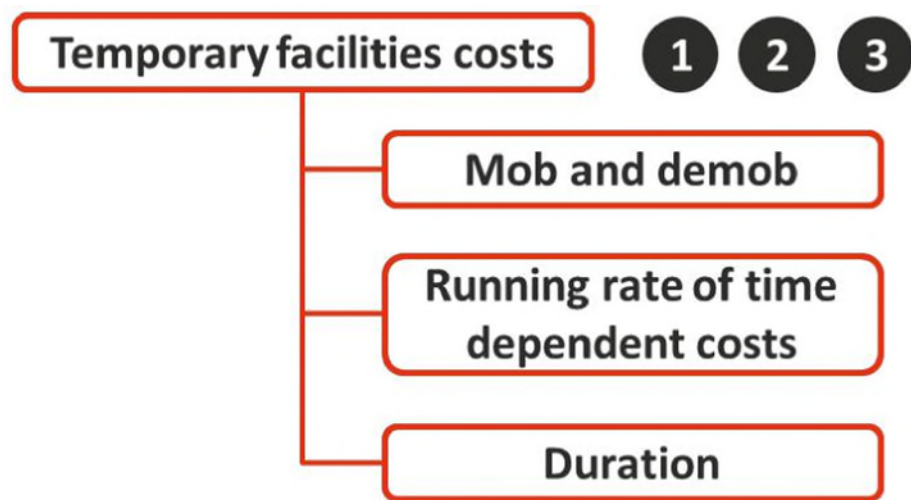 Temporary facilities costs
1 2 3
Mob and demob
Running rate of time
dependent costs
Duration